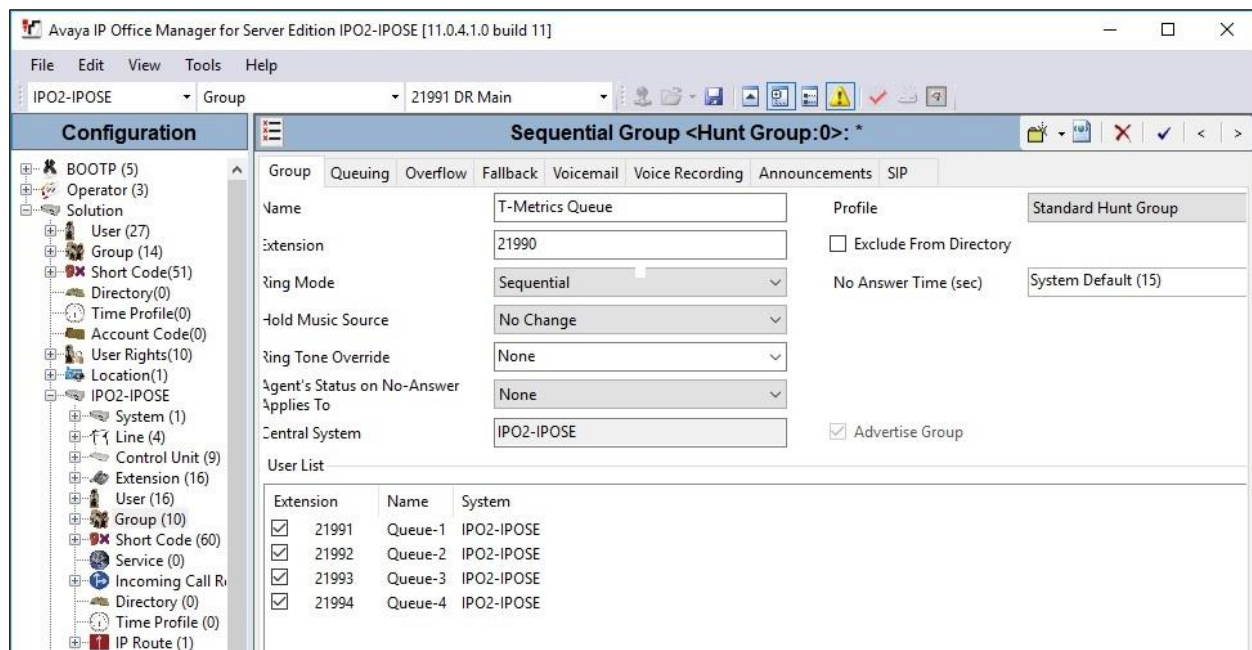 Avaya IP Office Manager for Server Edition IPO2-IPOSE [11.0.4.1.0 build 11]
File Edit View Tools Help
IPO2-IPOSE Group 21991 DR Main
Configuration
Sequential Group <Hunt Group:0>: *
BOOTP (5)
Operator (3)
Solution
User (27)
Group (14)
Short Code(51)
Directory(0)
Time Profile(0)
Account Code(0)
User Rights(10)
Location(1)
IPO2-IPOSE
System (1)
Line (4)
Control Unit (9)
Extension (16)
User (16)
Group (10)
Short Code (60)
Service (0)
Incoming Call R
Directory (0)
Time Profile (0)
IP Route (1)
Group Queuing Overflow Fallback Voicemail Voice Recording Announcements SIP
Name T-Metrics Queue Profile Standard Hunt Group
Extension 21990 Exclude From Directory
Ring Mode Sequential No Answer Time (sec) System Default (15)
Hold Music Source No Change
Ring Tone Override None
Agent's Status on No-Answer
Applies To None
Central System IPO2-IPOSE Advertise Group
User List
Extension Name System
21991 Queue-1 IPO2-IPOSE
21992 Queue-2 IPO2-IPOSE
21993 Queue-3 IPO2-IPOSE
21994 Queue-4 IPO2-IPOSE